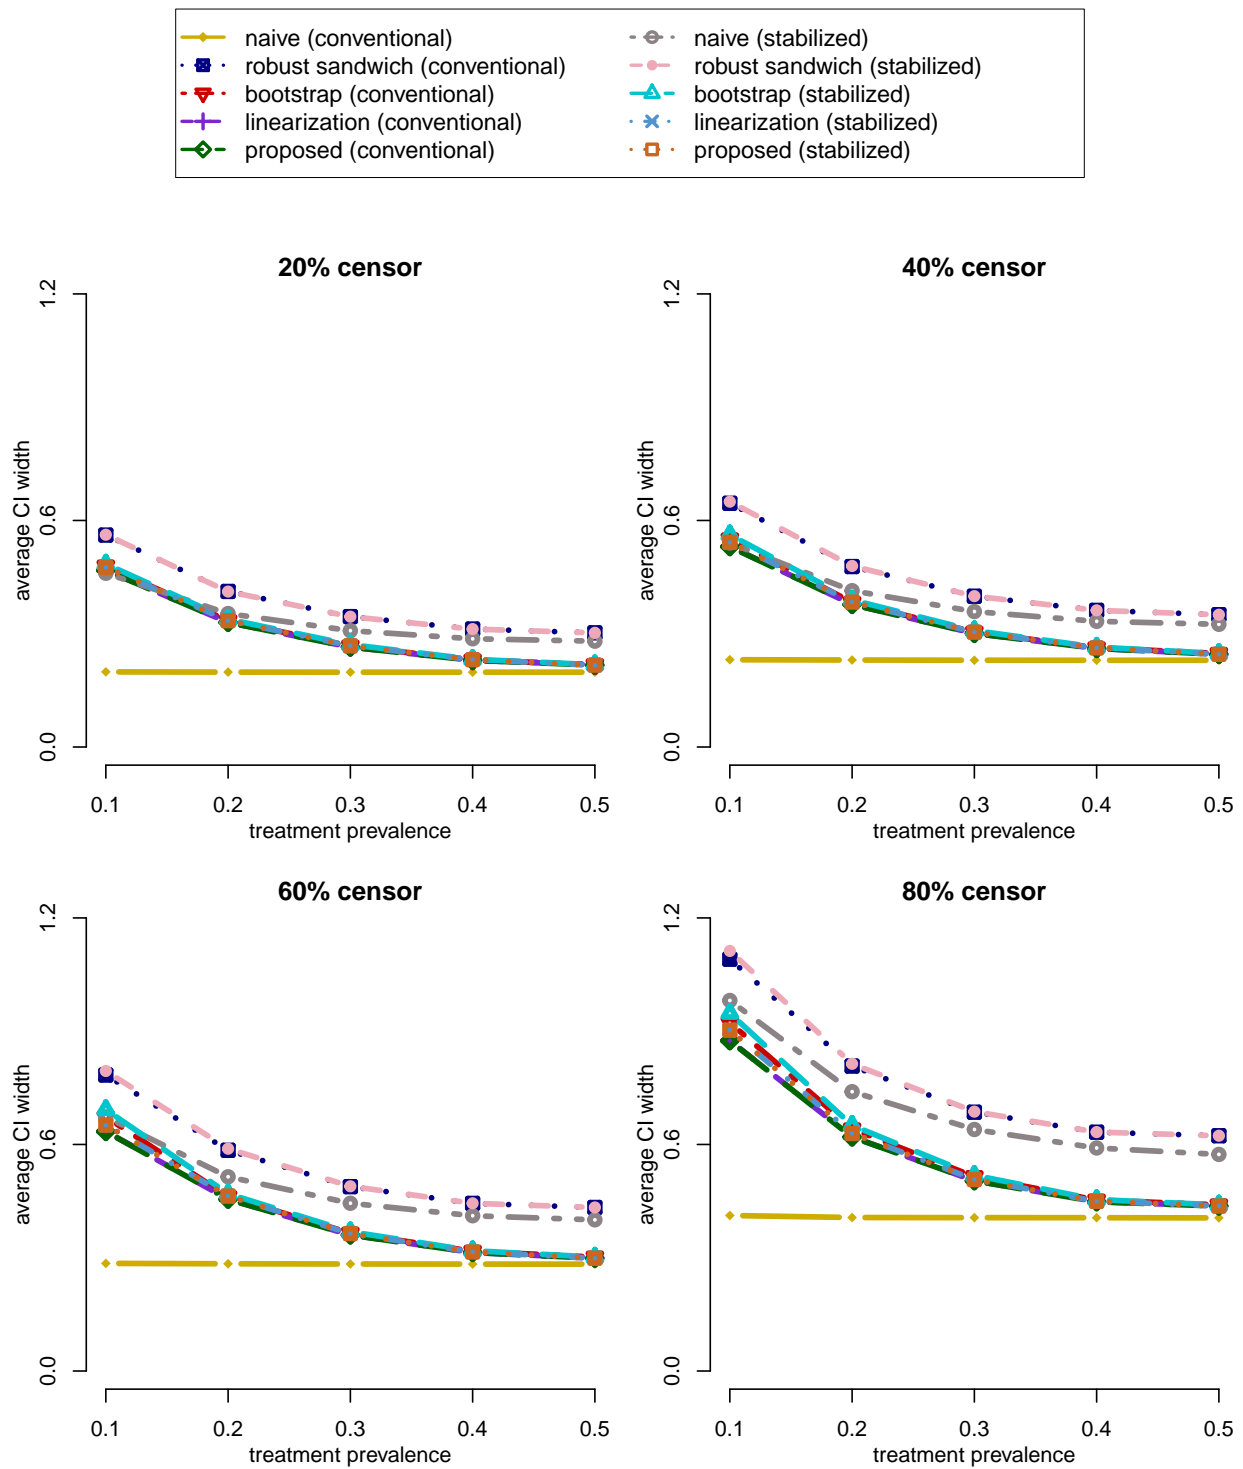 naive (conventional)
robust sandwich (conventional)
bootstrap (conventional)
linearization (conventional)
proposed (conventional)
naive (stabilized)
robust sandwich (stabilized)
bootstrap (stabilized)
linearization (stabilized)
proposed (stabilized)
20% censor
average CI width
1.2
0.6
0.0
0.1 0.2 0.3 0.4 0.5
treatment prevalence
40% censor
average CI width
1.2
0.6
0.0
0.1 0.2 0.3 0.4 0.5
treatment prevalence
60% censor
average CI width
1.2
0.6
0.0
0.1 0.2 0.3 0.4 0.5
treatment prevalence
80% censor
average CI width
1.2
0.6
0.0
0.1 0.2 0.3 0.4 0.5
treatment prevalence